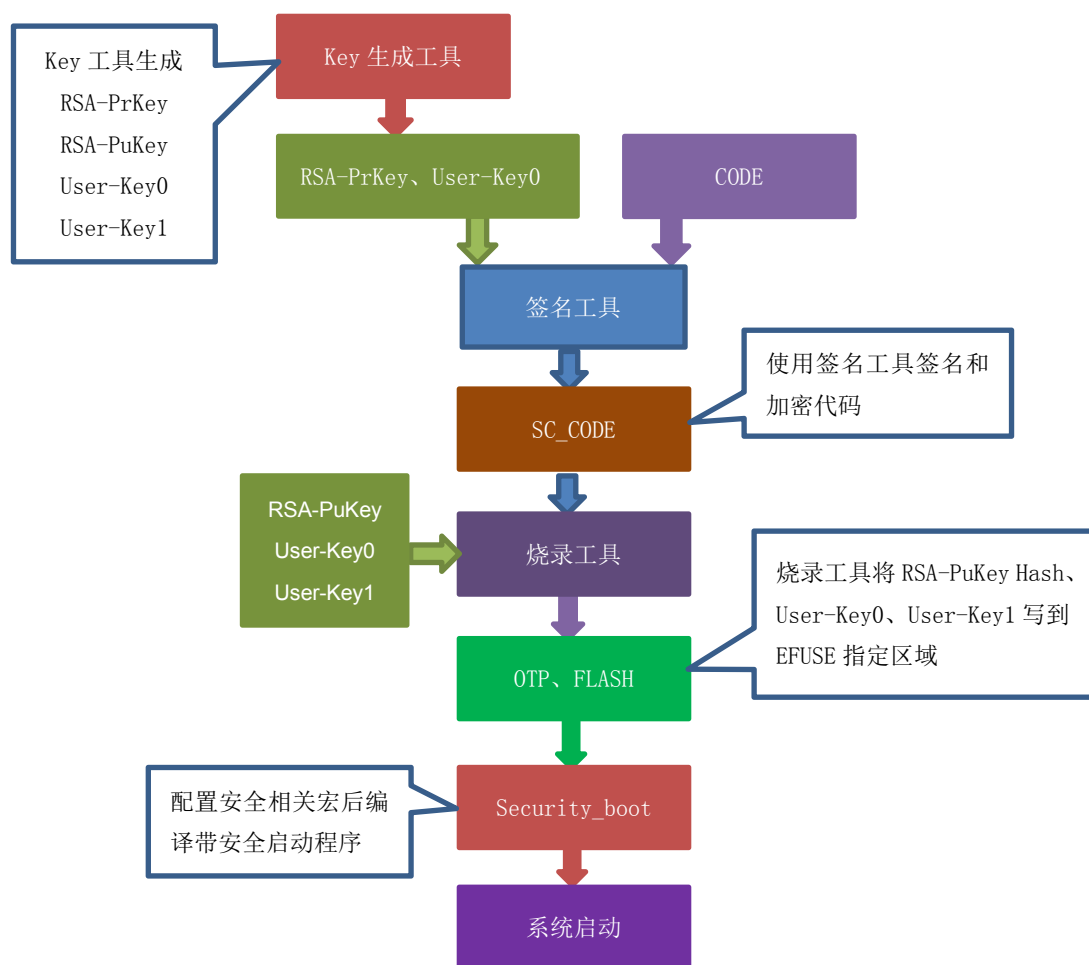 Key 工具生成
RSA-PrKey
RSA-PuKey
User-Key0
User-Key1
Key 生成工具
RSA-PrKey、User-Key0
CODE
签名工具
使用签名工具签名和
加密代码
SC_CODE
RSA-PuKey
User-Key0
User-Key1
烧录工具
烧录工具将 RSA-PuKey Hash、
User-Key0、User-Key1 写到
EFUSE 指定区域
OTP、FLASH
配置安全相关宏后编
译带安全启动程序
Security_boot
系统启动